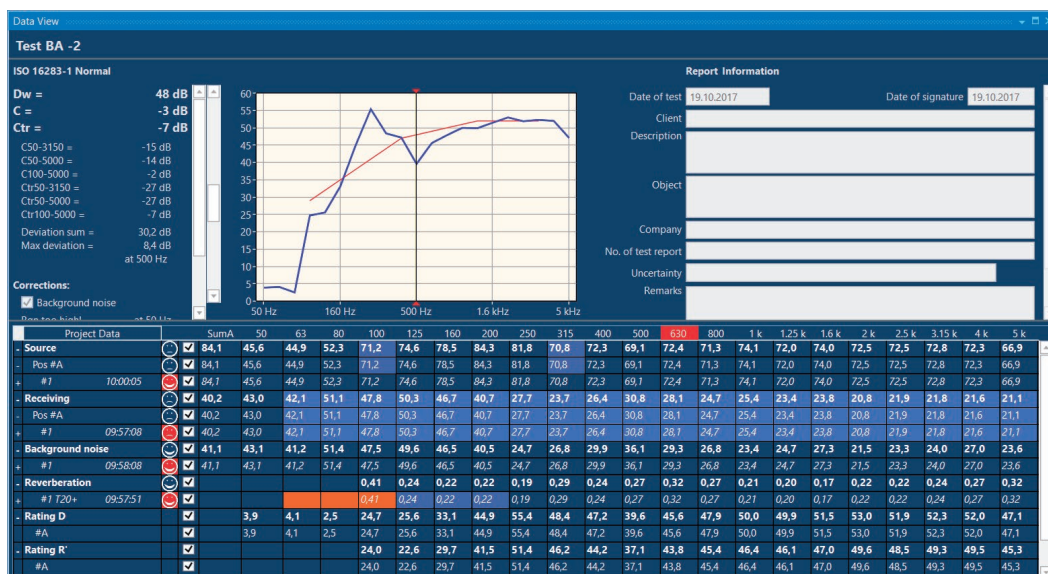 Data View
Test BA -2
ISO 16283-1 Normal
Report Information
Dw = 48 dB
C = -3 dB
Ctr = -7 dB
C50-3150 = -15 dB
C50-5000 = -14 dB
C100-5000 = -2 dB
Ctr50-3150 = -27 dB
Ctr50-5000 = -27 dB
Ctr100-5000 = -7 dB
Deviation sum = 30,2 dB
Max deviation = 8,4 dB
at 500 Hz
Corrections:
Background noise
60
55
50
45
40
35
30
25
20
15
10
5
0
50 Hz 160 Hz 500 Hz 1.6 kHz 5 kHz
Date of test 19.10.2017 Date of signature 19.10.2017
Client
Description
Object
Company
No. of test report
Uncertainty
Remarks
Project Data SumA 50 63 80 100 125 160 200 250 315 400 500 630 800 1 k 1.25 k 1.6 k 2 k 2.5 k 3.15 k 4 k 5 k
- Source 84,1 45,6 44,9 52,3 71,2 74,6 78,5 84,3 81,8 70,8 72,3 69,1 72,4 71,3 74,1 72,0 74,0 72,5 72,5 72,8 72,3 66,9
- Pos #A 84,1 45,6 44,9 52,3 71,2 74,6 78,5 84,3 81,8 70,8 72,3 69,1 72,4 71,3 74,1 72,0 74,0 72,5 72,5 72,8 72,3 66,9
+ #1 10:00:05 84,1 45,6 44,9 52,3 71,2 74,6 78,5 84,3 81,8 70,8 72,3 69,1 72,4 71,3 74,1 72,0 74,0 72,5 72,5 72,8 72,3 66,9
- Receiving 40,2 43,0 42,1 51,1 47,8 50,3 46,7 40,7 27,7 23,7 26,4 30,8 28,1 24,7 25,4 23,4 23,8 20,8 21,9 21,8 21,6 21,1
- Pos #A 40,2 43,0 42,1 51,1 47,8 50,3 46,7 40,7 27,7 23,7 26,4 30,8 28,1 24,7 25,4 23,4 23,8 20,8 21,9 21,8 21,6 21,1
+ #1 09:57:08 40,2 43,0 42,1 51,1 47,8 50,3 46,7 40,7 27,7 23,7 26,4 30,8 28,1 24,7 25,4 23,4 23,8 20,8 21,9 21,8 21,6 21,1
- Background noise 41,1 43,1 41,2 51,4 47,5 49,6 46,5 40,5 24,7 26,8 29,9 36,1 29,3 26,8 23,4 24,7 27,3 21,5 23,3 24,0 27,0 23,6
+ #1 09:58:08 41,1 43,1 41,2 51,4 47,5 49,6 46,5 40,5 24,7 26,8 29,9 36,1 29,3 26,8 23,4 24,7 27,3 21,5 23,3 24,0 27,0 23,6
- Reverberation 0,41 0,24 0,22 0,22 0,19 0,29 0,24 0,27 0,32 0,27 0,21 0,20 0,17 0,22 0,22 0,24 0,27 0,32
+ #1 T20+ 09:57:51 0,41 0,24 0,22 0,22 0,19 0,29 0,24 0,27 0,32 0,27 0,21 0,20 0,17 0,22 0,22 0,24 0,27 0,32
- Rating D 3,9 4,1 2,5 24,7 25,6 33,1 44,9 55,4 48,4 47,2 39,6 45,6 47,9 50,0 49,9 51,5 53,0 51,9 52,3 52,0 47,1
#A 3,9 4,1 2,5 24,7 25,6 33,1 44,9 55,4 48,4 47,2 39,6 45,6 47,9 50,0 49,9 51,5 53,0 51,9 52,3 52,0 47,1
- Rating R' 24,0 22,6 29,7 41,5 51,4 46,2 44,2 37,1 43,8 45,4 46,4 46,1 47,0 49,6 48,5 49,3 49,5 45,3
#A 24,0 22,6 29,7 41,5 51,4 46,2 44,2 37,1 43,8 45,4 46,4 46,1 47,0 49,6 48,5 49,3 49,5 45,3